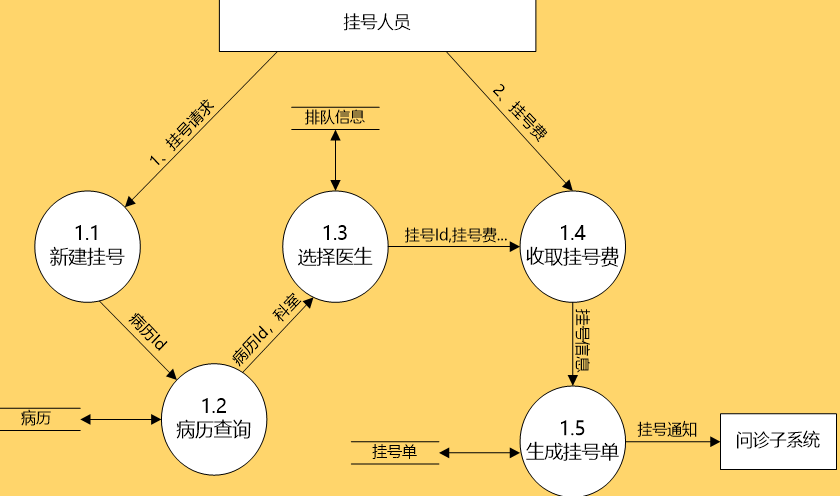 挂号人员
1、挂号请求
2、挂号费
排队信息
1.1
新建挂号
1.3
选择医生
挂号Id,挂号费...
1.4
收取挂号费
病历Id
病历Id，科室
挂号信息
病历
1.2
病历查询
挂号单
1.5
生成挂号单
挂号通知
问诊子系统